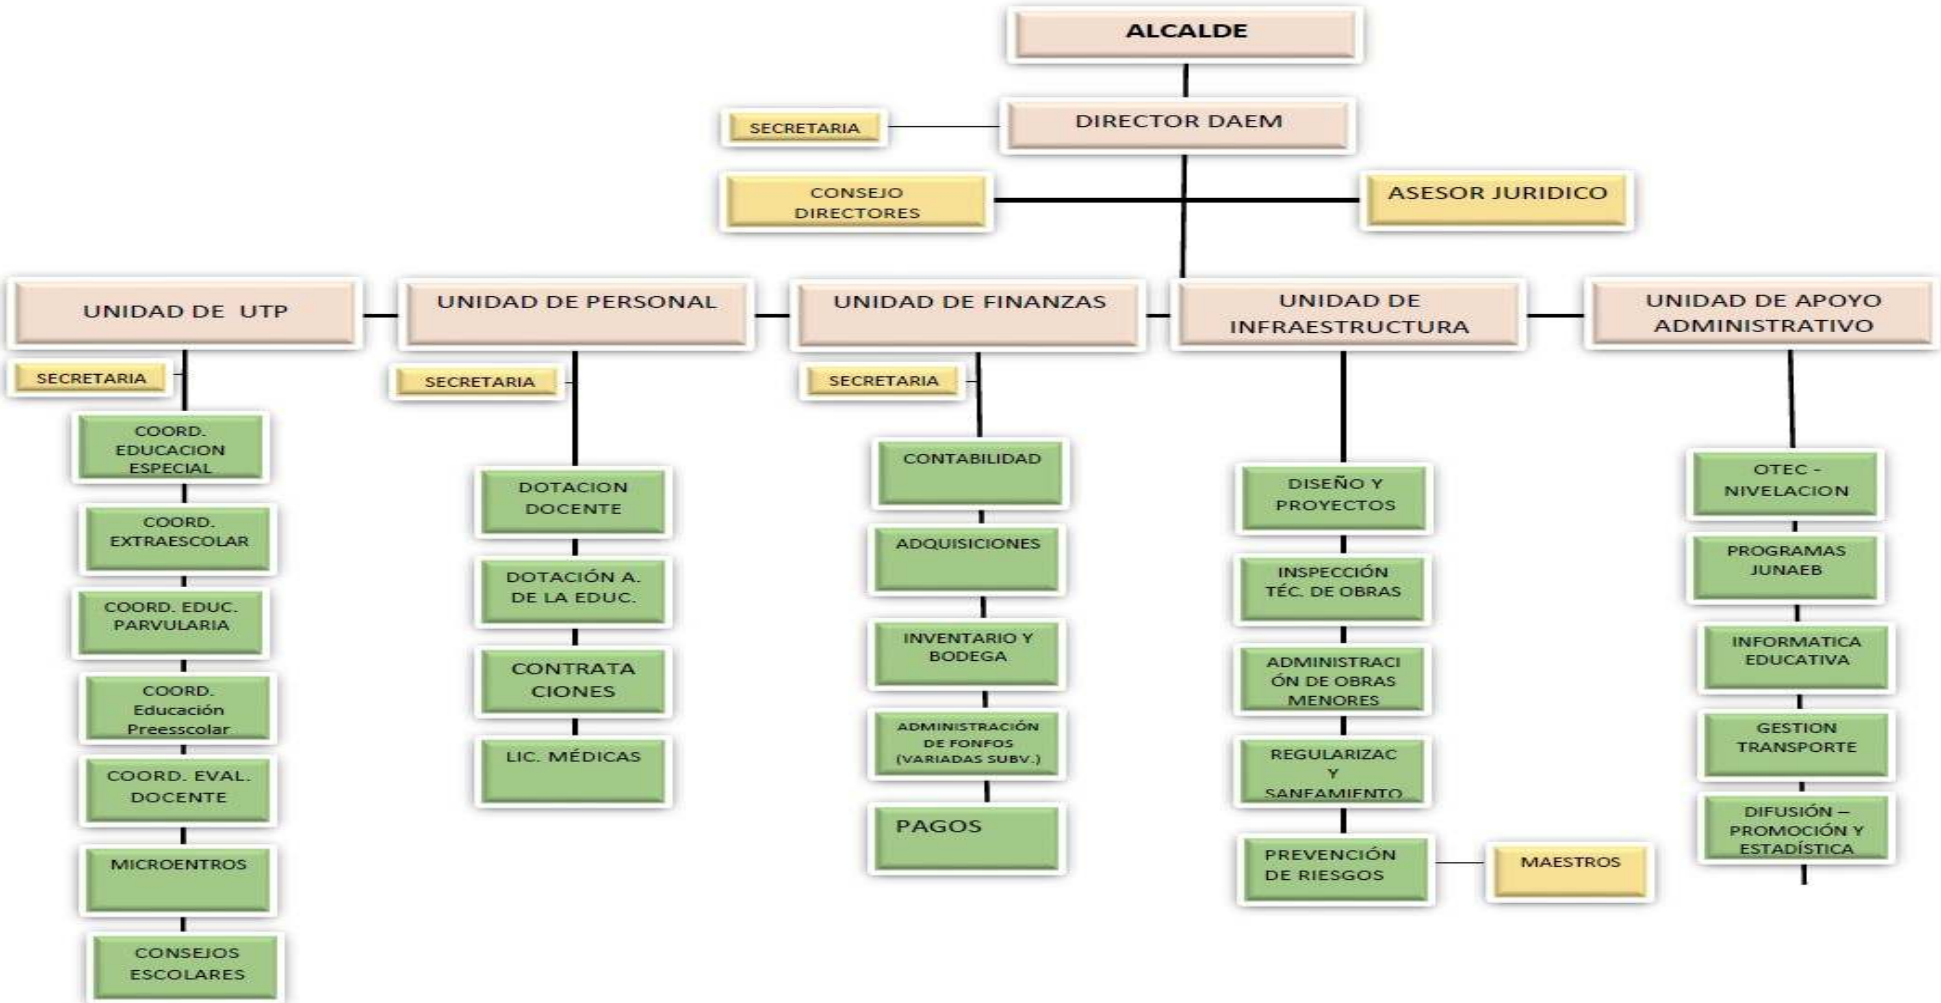 ALCALDE
DIRECTOR DAEM
SECRETARIA
CONSEJO
DIRECTORES
ASESOR JURIDICO
UNIDAD DE UTP
SECRETARIA
COORD.
EDUCACION
ESPECIAL
COORD.
EXTRAESCOLAR
COORD. EDUC.
PARVULARIA
COORD.
Educación
Preesscolar
COORD. EVAL.
DOCENTE
MICROENTROS
CONSEJOS
ESCOLARES
UNIDAD DE PERSONAL
SECRETARIA
DOTACION
DOCENTE
DOTACIÓN A.
DE LA EDUC.
CONTRATA
CIONES
LIC. MÉDICAS
UNIDAD DE FINANZAS
SECRETARIA
CONTABILIDAD
ADQUISICIONES
INVENTARIO Y
BODEGA
ADMINISTRACIÓN
DE FONFOS
(VARIADAS SUBV.)
PAGOS
UNIDAD DE
INFRAESTRUCTURA
DISEÑO Y
PROYECTOS
INSPECCIÓN
TÉC. DE OBRAS
ADMINISTRACI
ÓN DE OBRAS
MENORES
REGULARIZAC
Y
SANEAMIENTO
PREVENCIÓN
DE RIESGOS
MAESTROS
UNIDAD DE APOYO
ADMINISTRATIVO
OTEC -
NIVELACION
PROGRAMAS
JUNAEB
INFORMATICA
EDUCATIVA
GESTION
TRANSPORTE
DIFUSIÓN –
PROMOCIÓN Y
ESTADÍSTICA